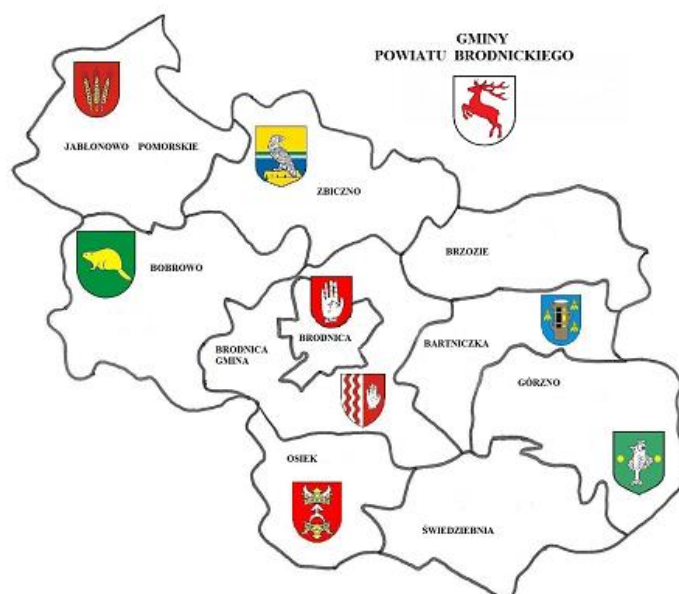 GMINY
POWIATU BRODNICKIEGO
JABŁONOWO POMORSKIE
ZBICZNO
BRZOZIE
BOBROWO
BRODNICA
BRODNICA
GMINA
BARTNICZKA
GÓRZNO
OSIEK
ŚWIEDZIEBNIA